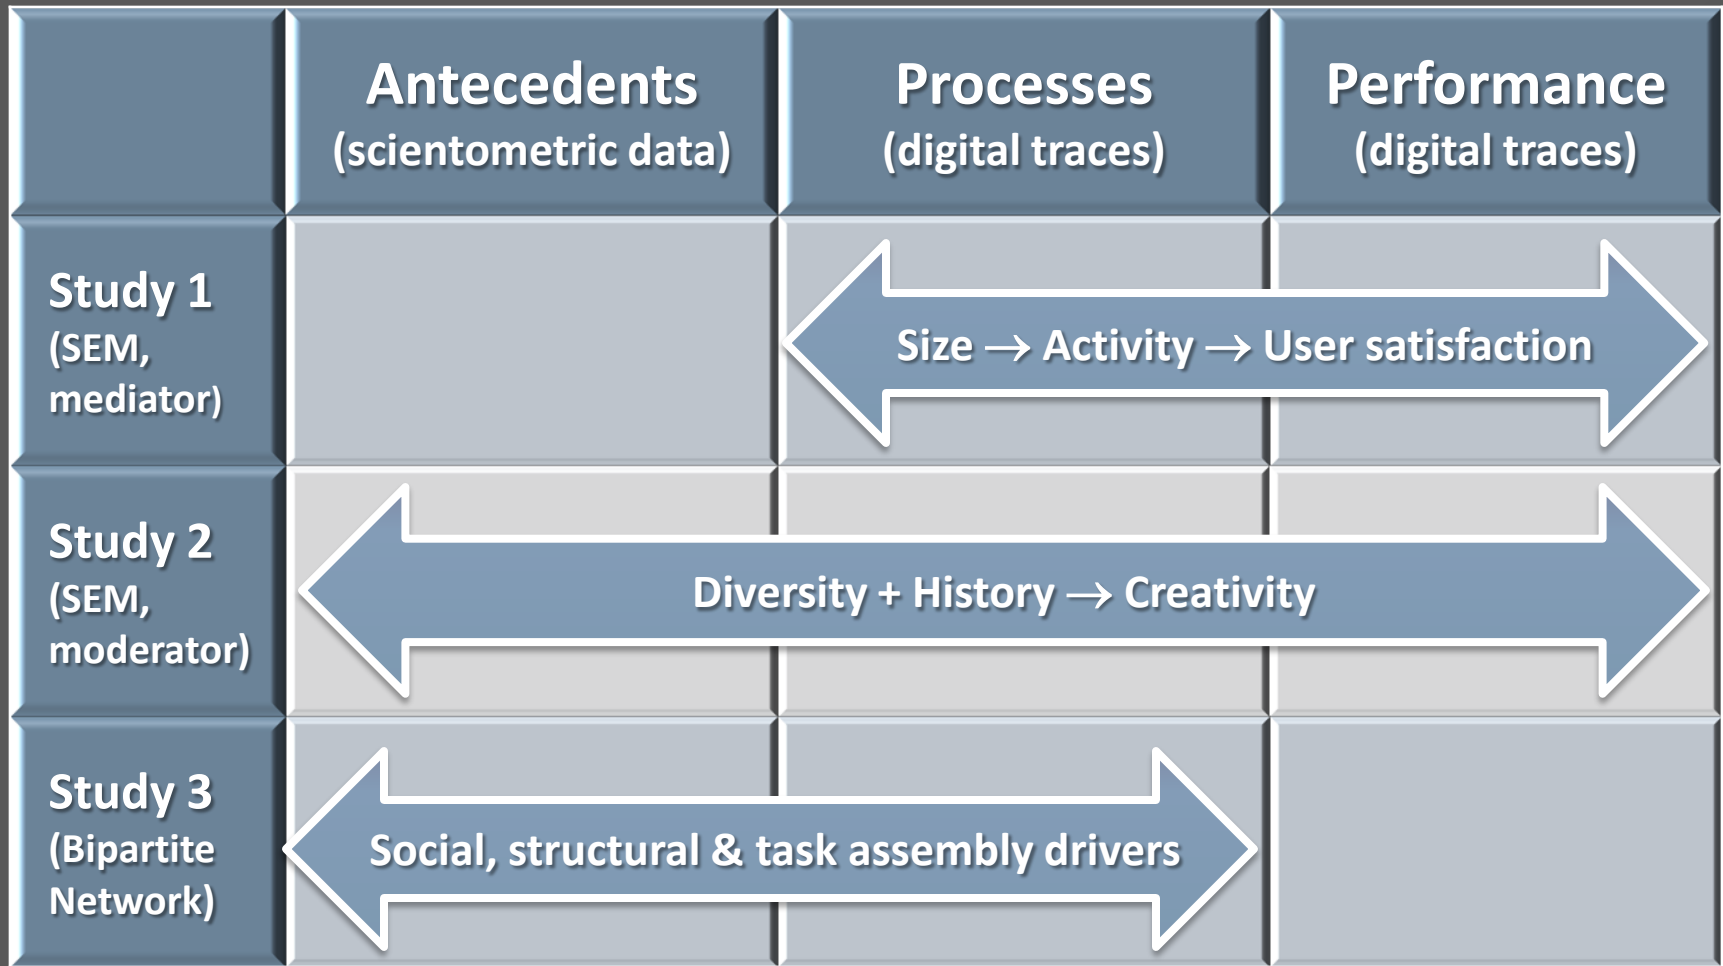 Antecedents
(scientometric data)
Processes
(digital traces)
Performance
(digital traces)
Study 1
(SEM,
mediator)
Size → Activity → User satisfaction
Study 2
(SEM,
moderator)
Diversity + History → Creativity
Study 3
(Bipartite
Network)
Social, structural & task assembly drivers